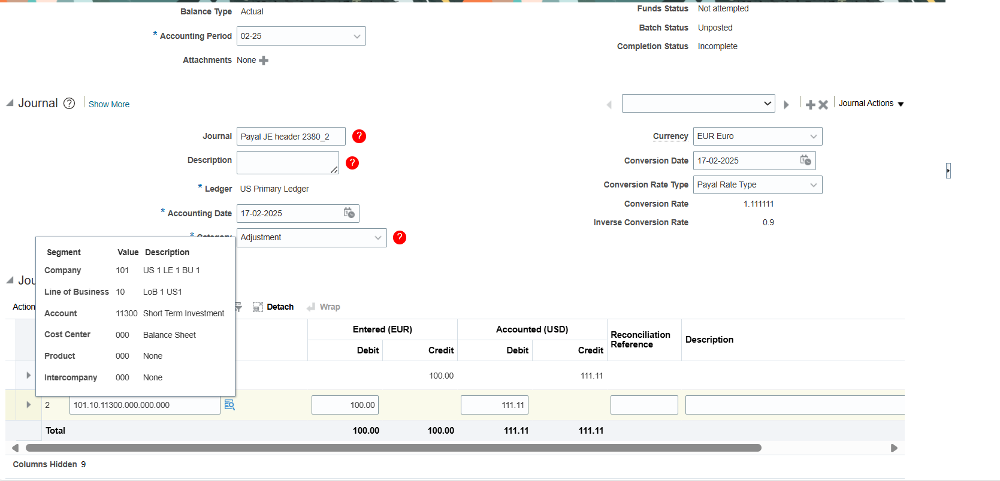 Balance Type Actual
* Accounting Period 02-25
Attachments None
Funds Status Not attempted
Batch Status Unposted
Completion Status Incomplete
Journal ? Show More
Journal Actions
Journal Payal JE header 2380_2 ?
Description ?
* Ledger US Primary Ledger
* Accounting Date 17-02-2025
* Category Adjustment ?
Currency EUR Euro
Conversion Date 17-02-2025
Conversion Rate Type Payal Rate Type
Conversion Rate 1.111111
Inverse Conversion Rate 0.9
Segment Value Description
Company 101 US 1 LE 1 BU 1
Line of Business 10 LoB 1 US1
Account 11300 Short Term Investment
Cost Center 000 Balance Sheet
Product 000 None
Intercompany 000 None
Jou
Action
Detach Wrap
Entered (EUR) Accounted (USD) Reconciliation Reference Description
Debit Credit Debit Credit
100.00 111.11
2 101.10.11300.000.000.000 100.00 111.11
Total 100.00 100.00 111.11 111.11
Columns Hidden 9